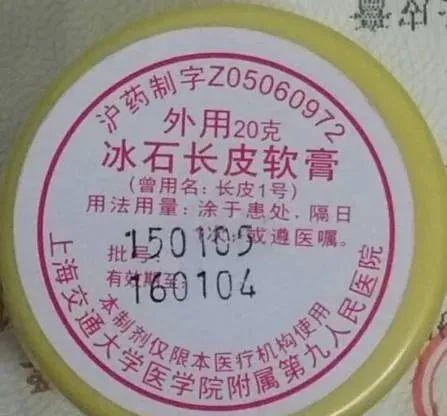 沪药制字Z05060972
外用20克
冰石长皮软膏
(曾用名：长皮1号)
用法用量：涂于患处，隔日
1次；或遵医嘱。
批号：150105
有效期至：160104
本制剂仅限本医疗机构使用
上海交通大学医学院附属第九人民医院